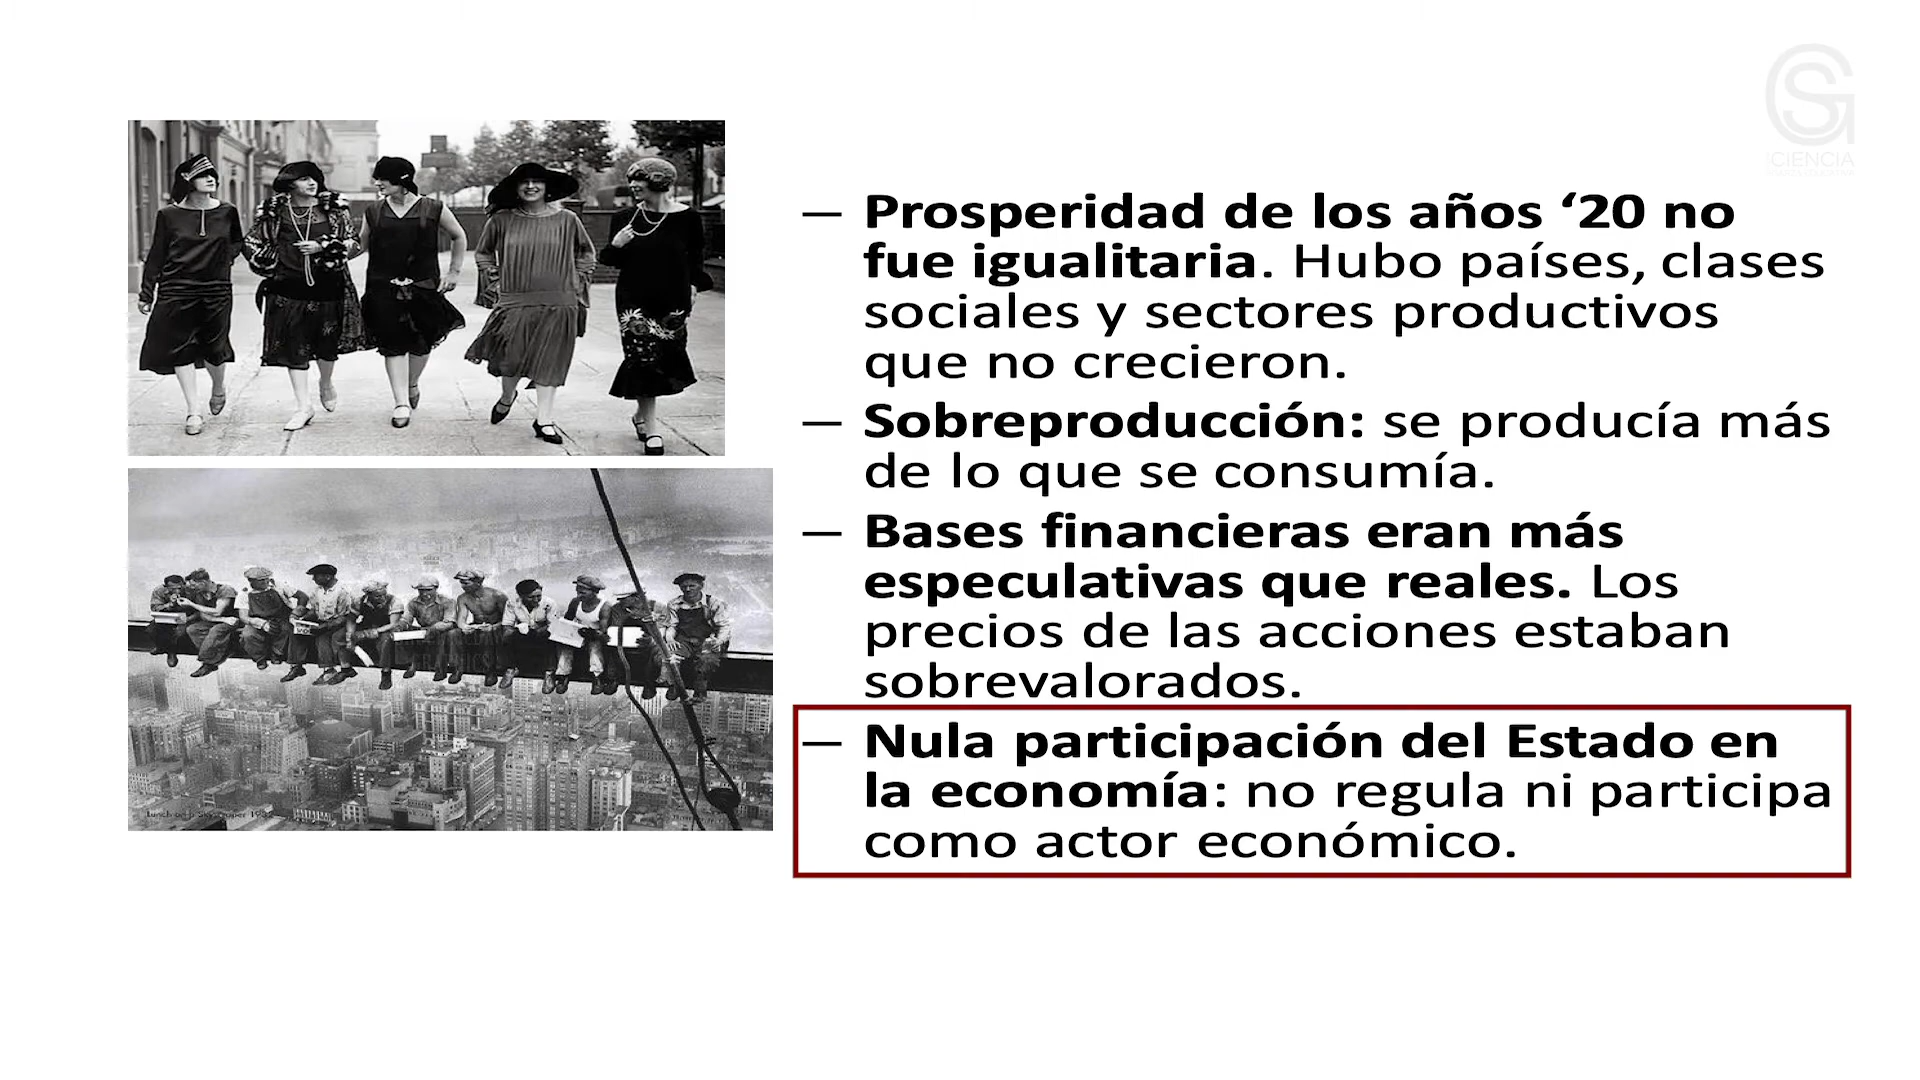 CIENCIA
— Prosperidad de los años ‘20 no
fue igualitaria. Hubo países, clases
sociales y sectores productivos
que no crecieron.
— Sobreproducción: se producía más
de lo que se consumía.
— Bases financieras eran más
especulativas que reales. Los
precios de las acciones estaban
sobrevalorados.
— Nula participación del Estado en
la economía: no regula ni participa
como actor económico.